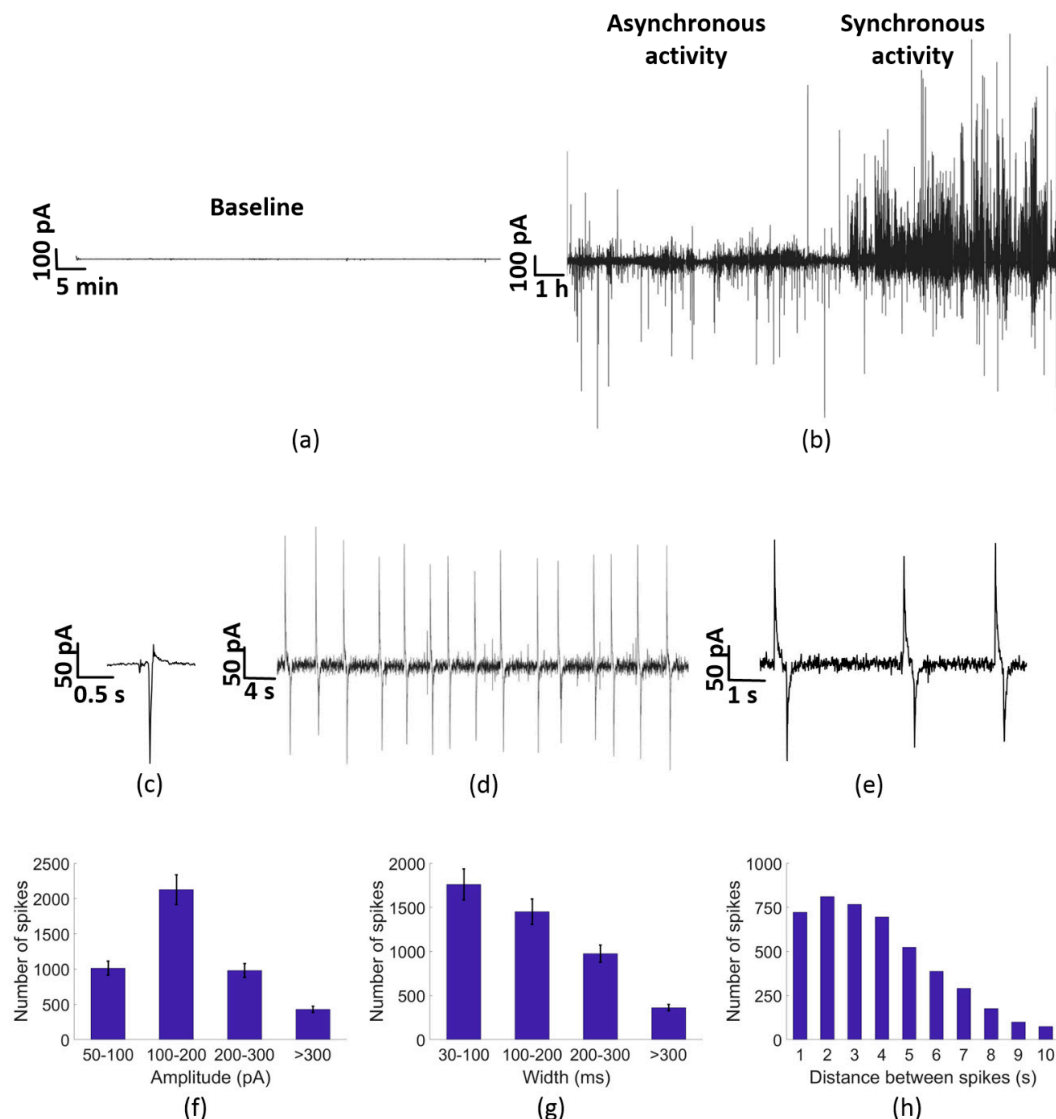 Asynchronous activity
Synchronous activity
Baseline
100 pA
5 min
100 pA
1 h
(a)
(b)
50 pA
0.5 s
50 pA
4 s
50 pA
1 s
(c)
(d)
(e)
2500
2000
1500
1000
500
0
Number of spikes
50-100 100-200 200-300 >300
Amplitude (pA)
(f)
2000
1500
1000
500
0
Number of spikes
30-100 100-200 200-300 >300
Width (ms)
(g)
1000
750
500
250
0
Number of spikes
1 2 3 4 5 6 7 8 9 10
Distance between spikes (s)
(h)